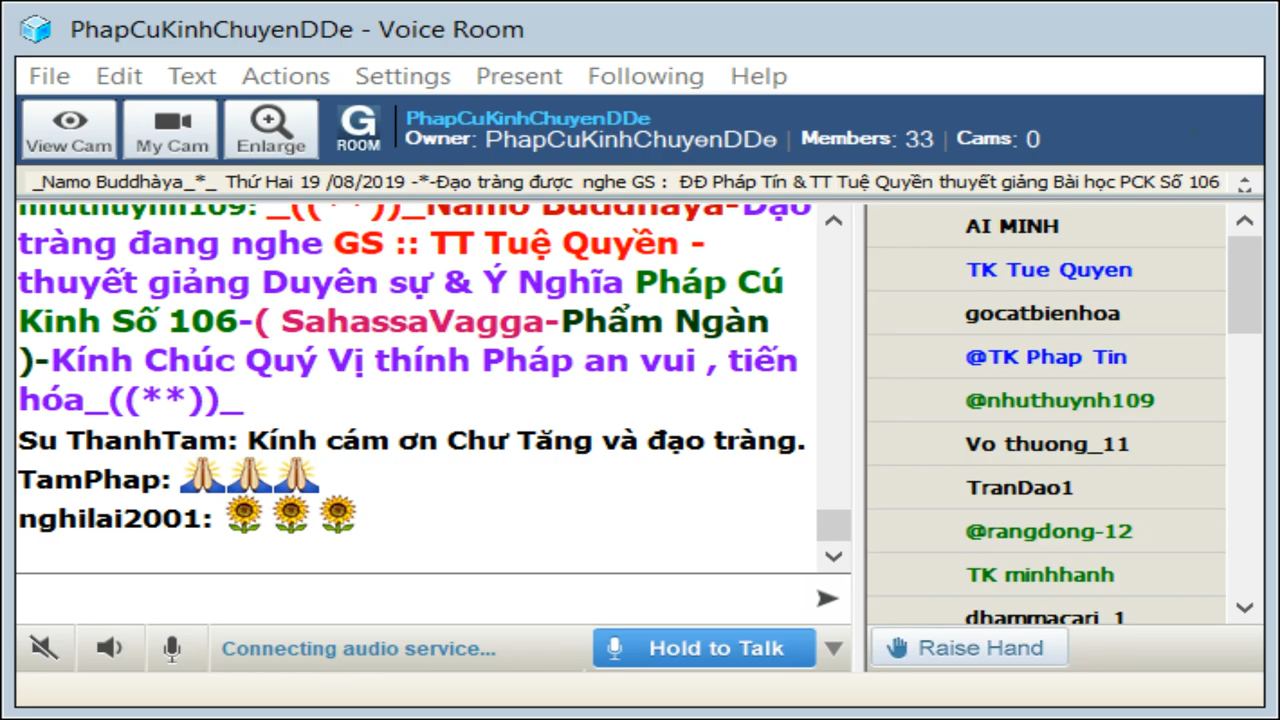 PhapCuKinhChuyenDDe - Voice Room
File Edit Text Actions Settings Present Following Help
View Cam My Cam Enlarge G ROOM
PhapCuKinhChuyenDDe
Owner: PhapCuKinhChuyenDDe | Members: 33 | Cams: 0
_Namo Buddhàya_*_ Thứ Hai 19 /08/2019 -*-Đạo tràng được nghe GS : ĐĐ Pháp Tín & TT Tuệ Quyền thuyết giảng Bài học PCK Số 106
nhuthuynh109: _((**))_Namo Buddhaya-Đạo
tràng đang nghe GS :: TT Tuệ Quyền -
thuyết giảng Duyên sự & Ý Nghĩa Pháp Cú
Kinh Số 106-( SahassaVagga-Phẩm Ngàn
)-Kính Chúc Quý Vị thính Pháp an vui , tiến
hóa_((**))_
Su ThanhTam: Kính cám ơn Chư Tăng và đạo tràng.
TamPhap: 🙏🙏🙏
nghilai2001: 🌻🌻🌻
AI MINH
TK Tue Quyen
gocatbienhoa
@TK Phap Tin
@nhuthuynh109
Vo thuong_11
TranDao1
@rangdong-12
TK minhhanh
dhammacari_1
Connecting audio service...
Hold to Talk
Raise Hand